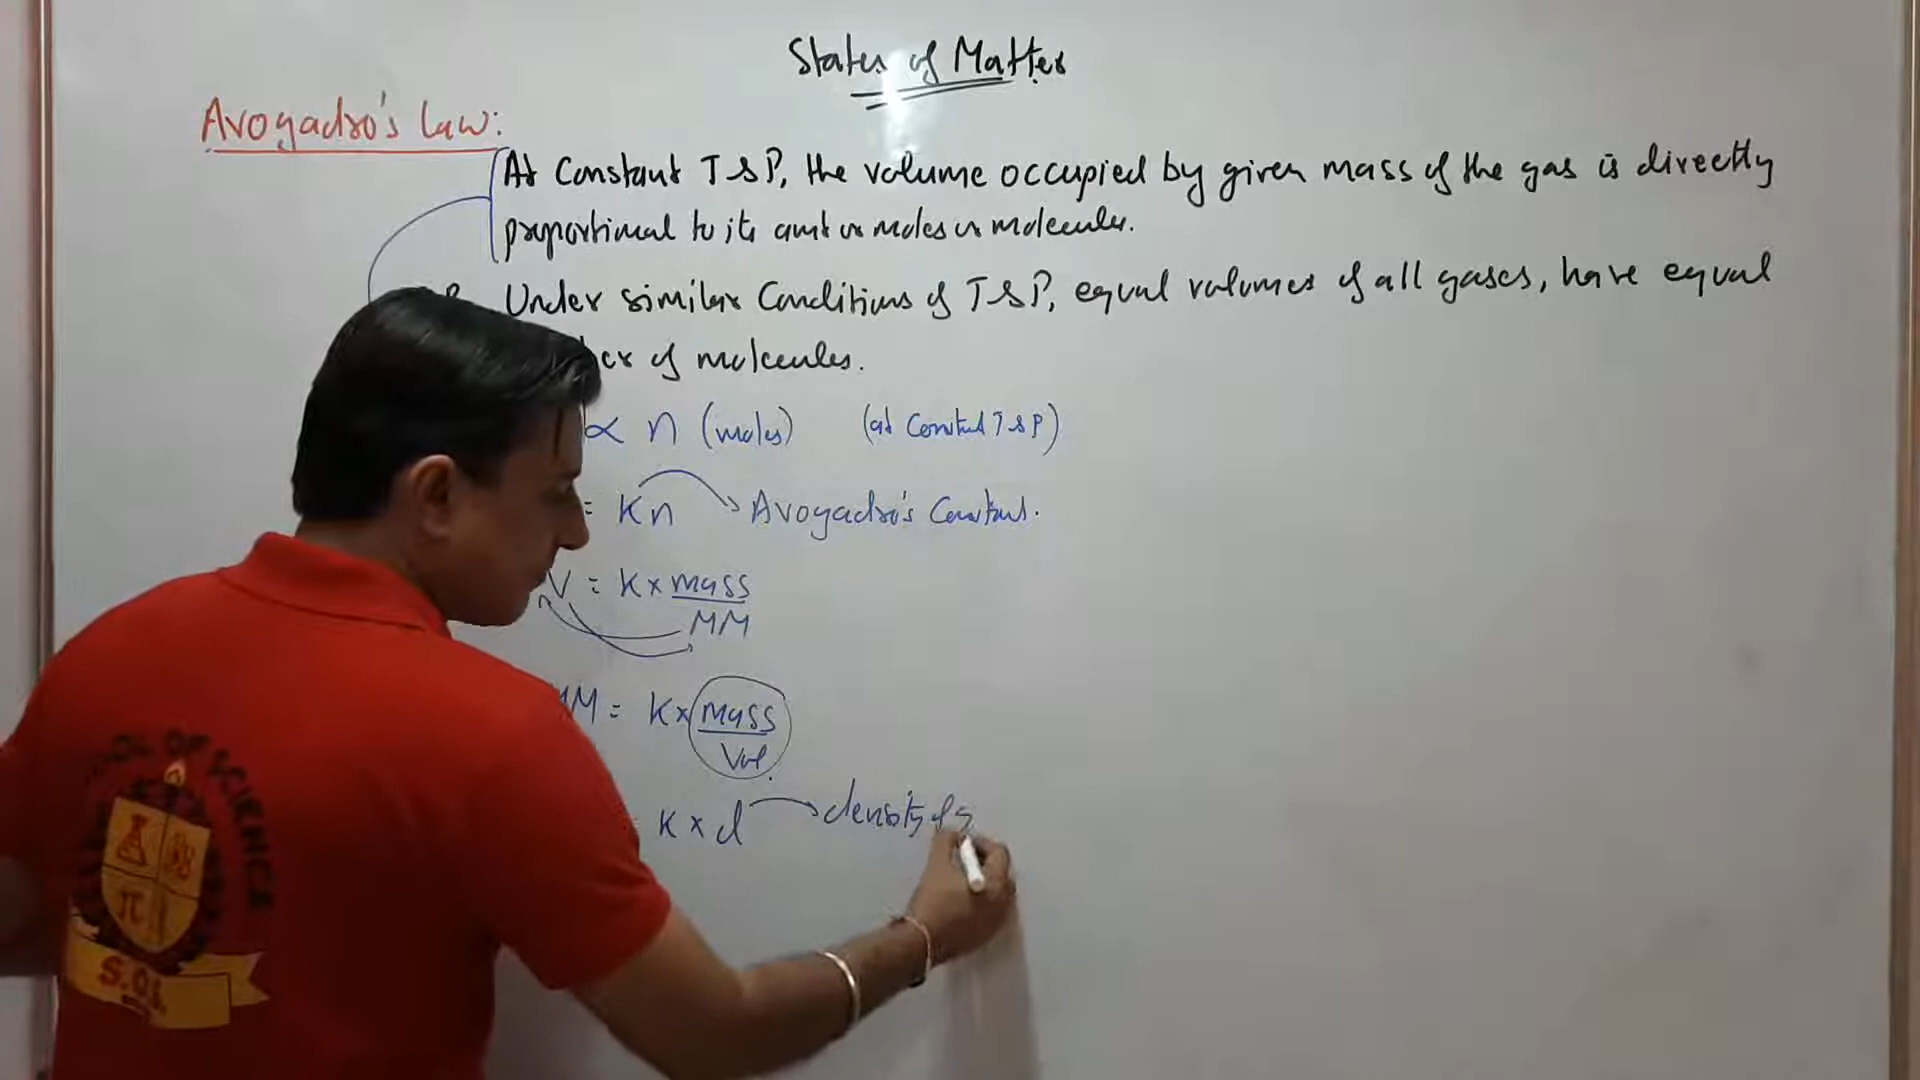 States of Matter
Avogadro's law:
At Constant T & P, the volume occupied by given mass of the gas is directly
proportional to its amt or moles or molecules.
Under similar Conditions of T & P, equal volumes of all gases, have equal
of molecules.
∝ n (moles) (at Constant T & P)
= Kn → Avogadro's Constant.
V = K × mass
MM
= K × mass
Vol.
K × d → density of
OF SCIENCE
π
S.O.S.